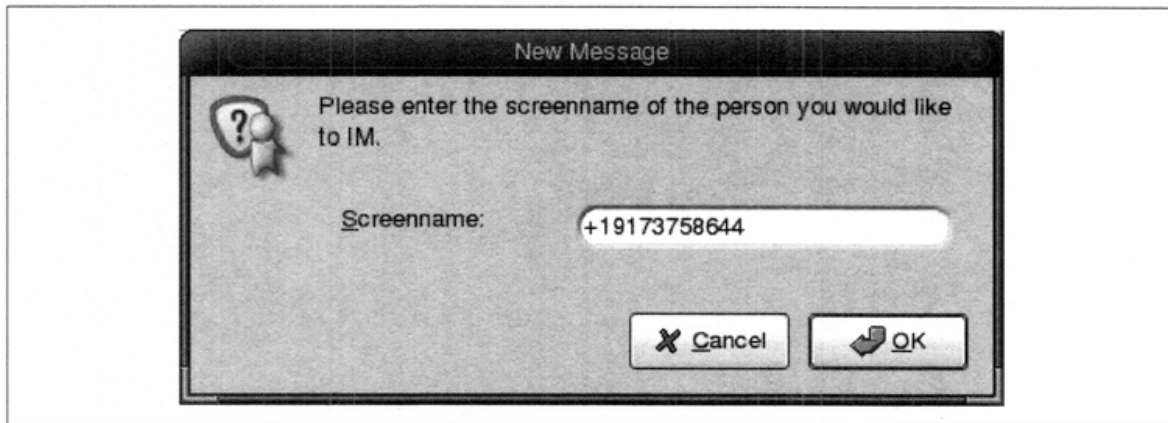 New Message
Please enter the screenname of the person you would like
to IM.
Screenname:
+19173758644
Cancel
OK